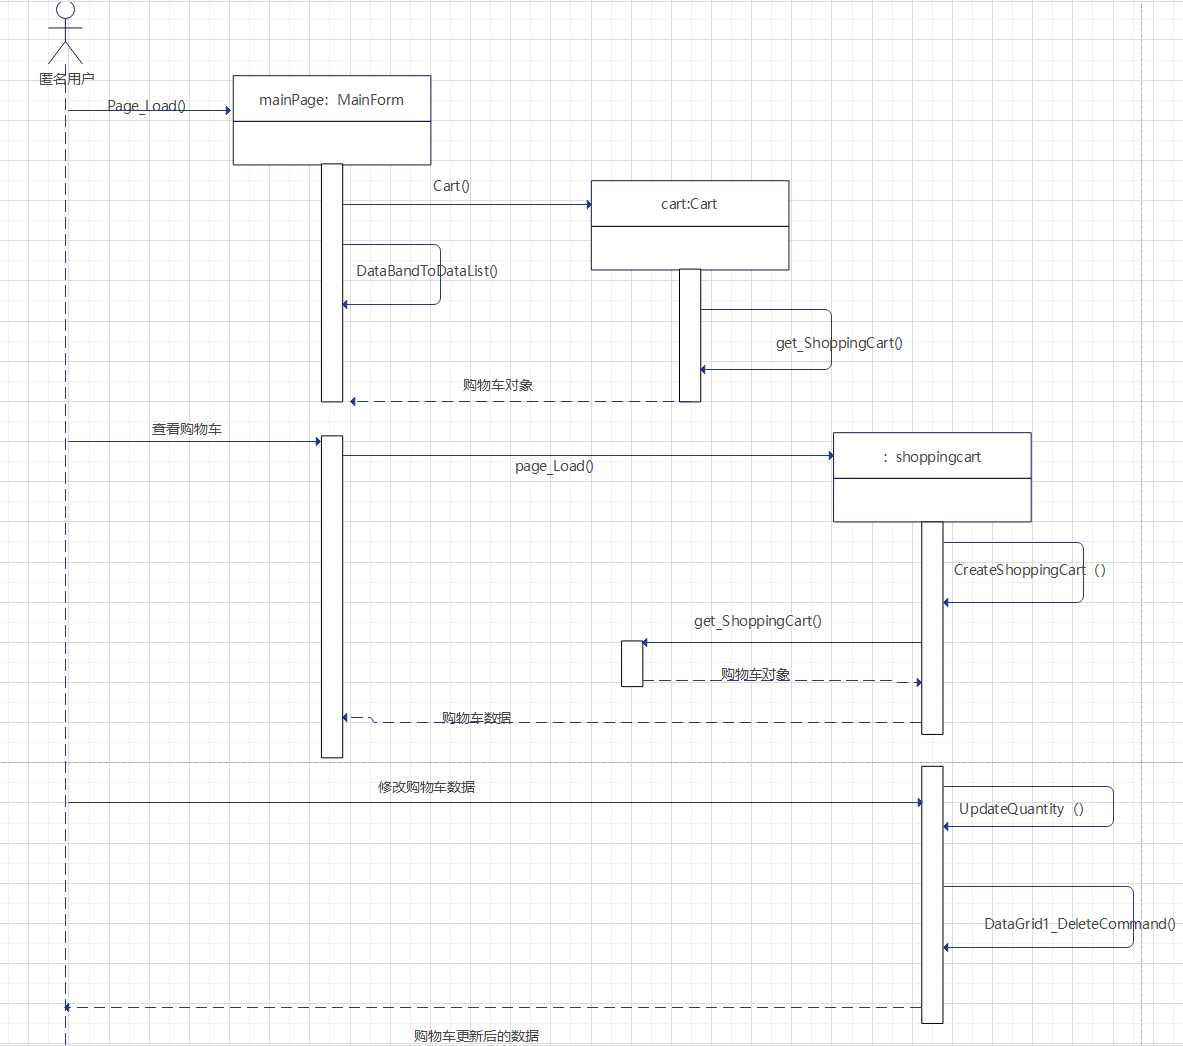 匿名用户
Page_Load()
mainPage：MainForm
Cart()
cart:Cart
DataBandToDataList()
get_ShoppingCart()
购物车对象
查看购物车
page_Load()
：shoppingcart
CreateShoppingCart（）
get_ShoppingCart()
购物车对象
购物车数据
修改购物车数据
UpdateQuantity（）
DataGrid1_DeleteCommand()
购物车更新后的数据